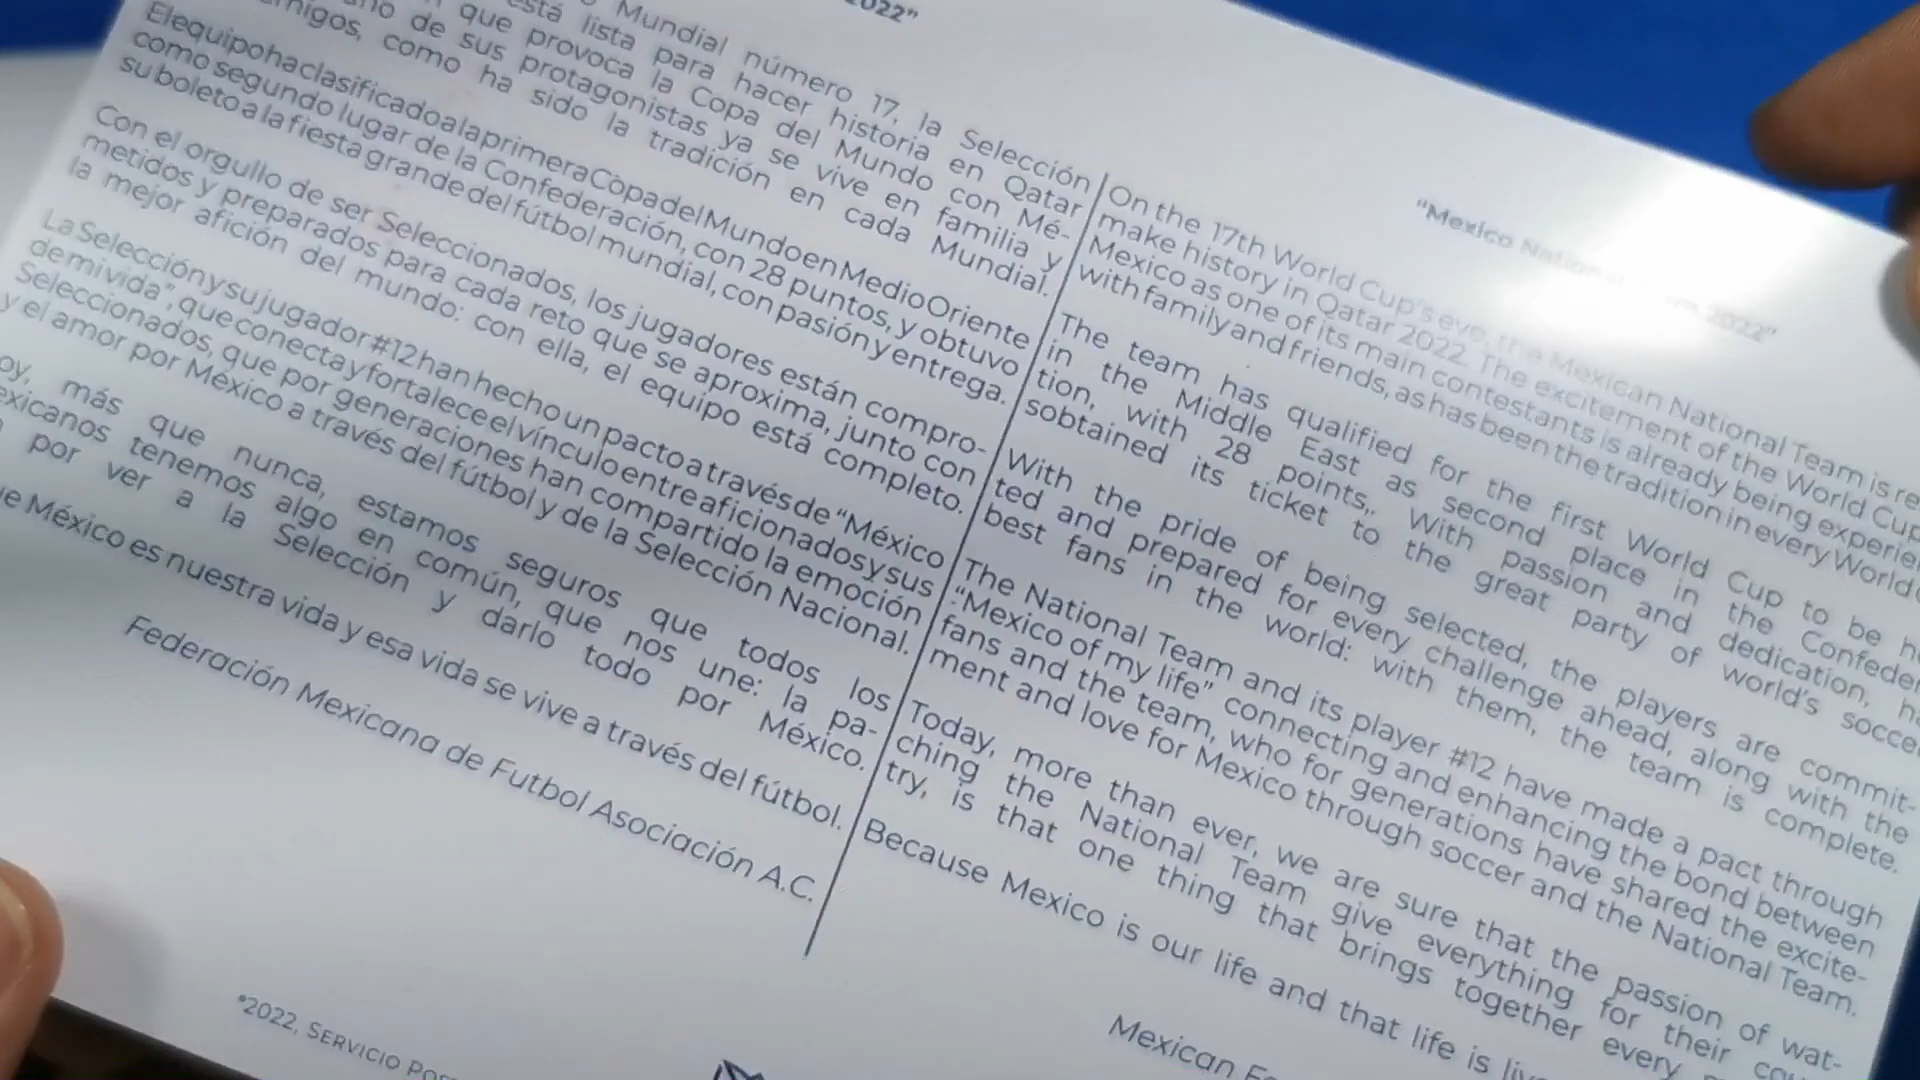 2022”
Mundial número 17, la Selección
está lista para hacer historia en Qatar
que provoca la Copa del Mundo con Mé-
de sus protagonistas ya se vive en familia y
como ha sido la tradición en cada Mundial.
El equipo ha clasificado a la primera Copa del Mundo en Medio Oriente
como segundo lugar de la Confederación, con 28 puntos, y obtuvo
su boleto a la fiesta grande del fútbol mundial, con pasión y entrega.
Con el orgullo de ser Seleccionados, los jugadores están compro-
metidos y preparados para cada reto que se aproxima, junto con
la mejor afición del mundo: con ella, el equipo está completo.
La Selección y su jugador #12 han hecho un pacto a través de “México
de mi vida”, que conecta y fortalece el vínculo entre aficionados y sus
Seleccionados, que por generaciones han compartido la emoción
y el amor por México a través del fútbol y de la Selección Nacional.
más que nunca, estamos seguros que todos los
tenemos algo en común, que nos une: la pa-
por ver a la Selección y darlo todo por México.
México es nuestra vida y esa vida se vive a través del fútbol.
Federación Mexicana de Futbol Asociación A.C.
“Mexico National Team 2022”
On the 17th World Cup’s eve, the Mexican National Team is
make history in Qatar 2022. The excitement of the World Cup
Mexico as one of its main contestants is already being
with family and friends, as has been the tradition in every World
The team has qualified for the first World Cup to be
in the Middle East as second place in the Confedera
tion, with 28 points,. With passion and dedication,
sobtained its ticket to the great party of world’s soccer
With the pride of being selected, the players are commit-
ted and prepared for every challenge ahead, along with the
best fans in the world: with them, the team is complete.
The National Team and its player #12 have made a pact through
“Mexico of my life” connecting and enhancing the bond between
fans and the team, who for generations have shared the excite-
ment and love for Mexico through soccer and the National Team.
Today, more than ever, we are sure that the passion of wat-
ching the National Team give everything for their
try, is that one thing that brings together every
Because Mexico is our life and that life is
Mexican
“2022, SERVICIO